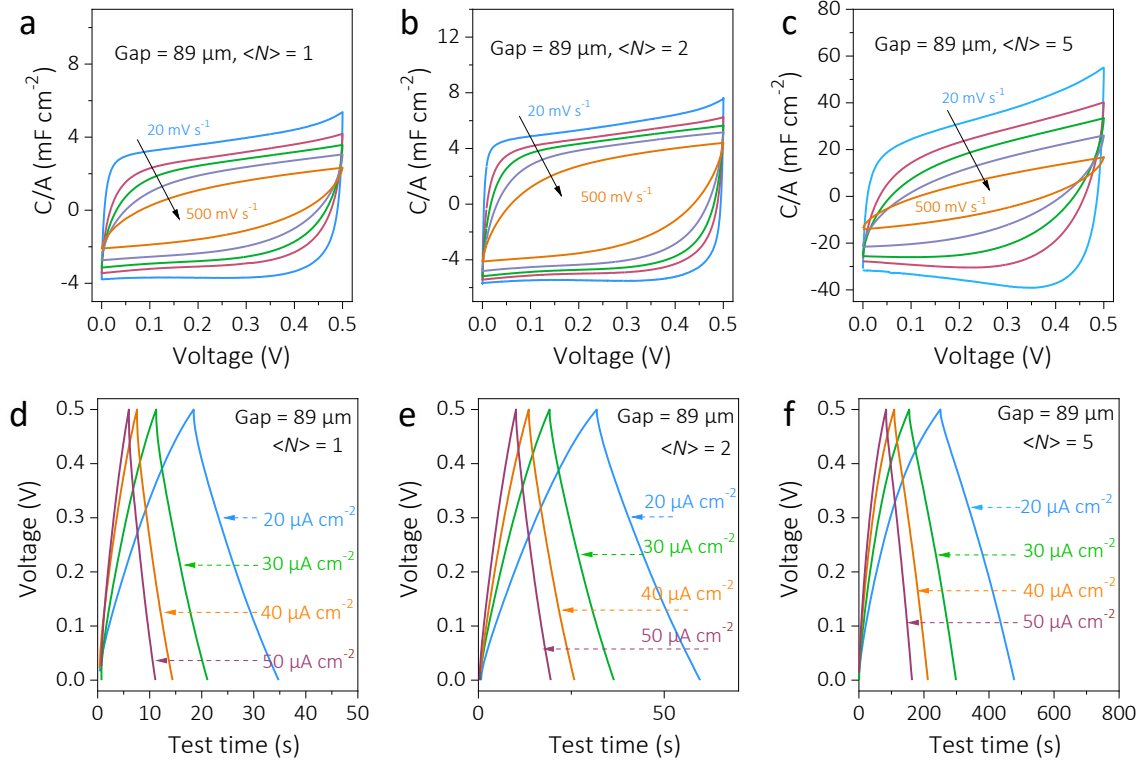 a
Gap = 89 µm, <N> = 1
20 mV s⁻¹
500 mV s⁻¹
C/A (mF cm⁻²)
8
4
0
-4
0.0 0.1 0.2 0.3 0.4 0.5
Voltage (V)
b
Gap = 89 µm, <N> = 2
20 mV s⁻¹
500 mV s⁻¹
C/A (mF cm⁻²)
12
8
4
0
-4
0.0 0.1 0.2 0.3 0.4 0.5
Voltage (V)
c
Gap = 89 µm, <N> = 5
20 mV s⁻¹
500 mV s⁻¹
C/A (mF cm⁻²)
80
60
40
20
0
-20
-40
0.0 0.1 0.2 0.3 0.4 0.5
Voltage (V)
d
Gap = 89 µm
<N> = 1
20 µA cm⁻²
30 µA cm⁻²
40 µA cm⁻²
50 µA cm⁻²
Voltage (V)
0.5
0.4
0.3
0.2
0.1
0.0
0 10 20 30 40 50
Test time (s)
e
Gap = 89 µm
<N> = 2
20 µA cm⁻²
30 µA cm⁻²
40 µA cm⁻²
50 µA cm⁻²
Voltage (V)
0.5
0.4
0.3
0.2
0.1
0.0
0 50
Test time (s)
f
Gap = 89 µm
<N> = 5
20 µA cm⁻²
30 µA cm⁻²
40 µA cm⁻²
50 µA cm⁻²
Voltage (V)
0.5
0.4
0.3
0.2
0.1
0.0
0 200 400 600 800
Test time (s)